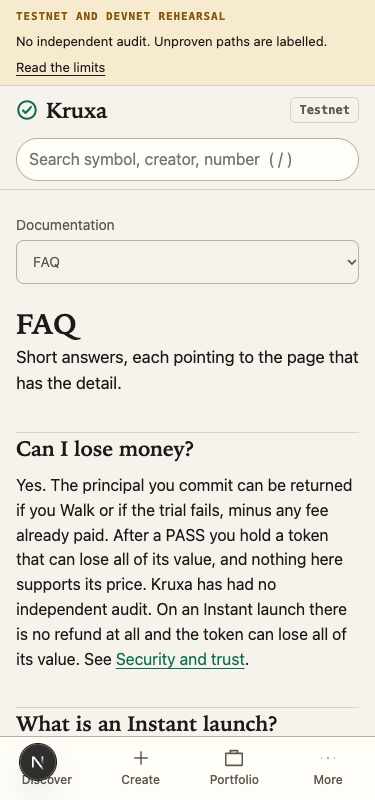 TESTNET AND DEVNET REHEARSAL
No independent audit. Unproven paths are labelled.
Read the limits
Kruxa
Testnet
Search symbol, creator, number ( / )
Documentation
FAQ
FAQ
Short answers, each pointing to the page that
has the detail.
Can I lose money?
Yes. The principal you commit can be returned
if you Walk or if the trial fails, minus any fee
already paid. After a PASS you hold a token
that can lose all of its value, and nothing here
supports its price. Kruxa has had no
independent audit. On an Instant launch there
is no refund at all and the token can lose all of
its value. See Security and trust.
What is an Instant launch?
N
Discover
Create
Portfolio
More